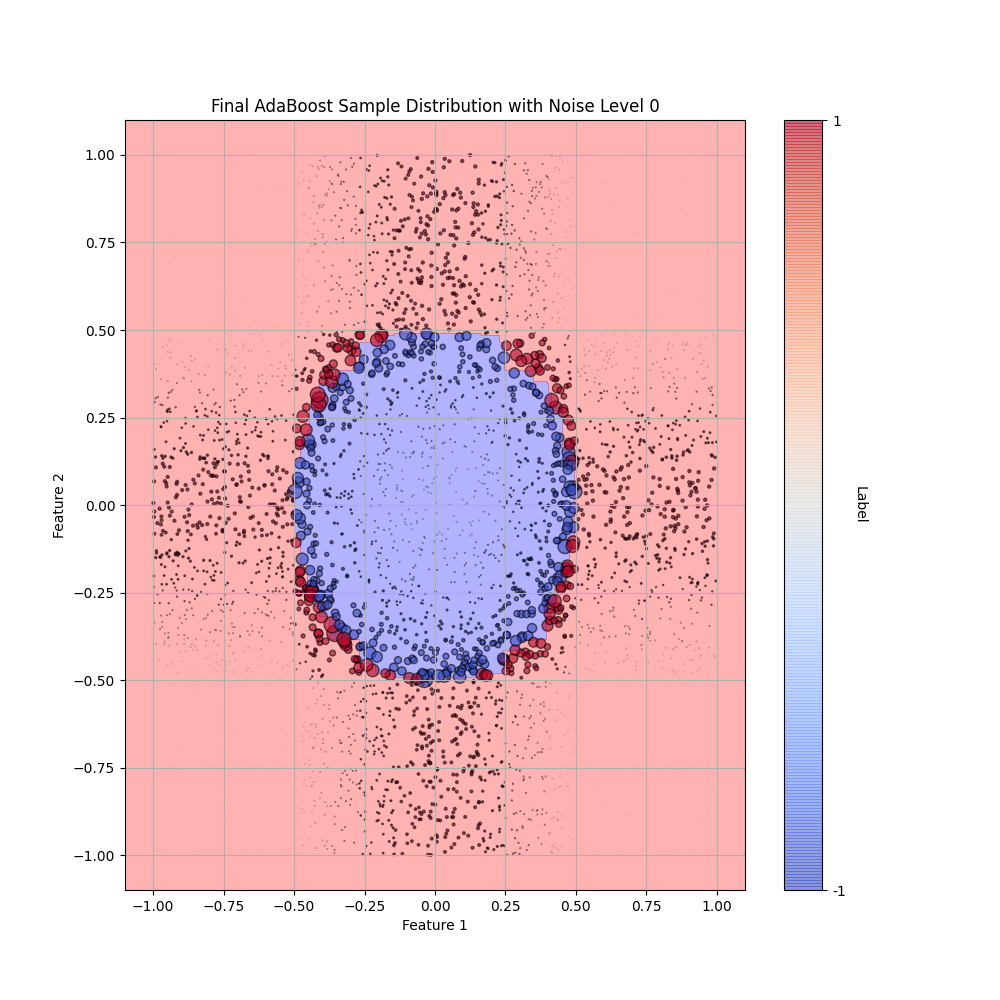 Final AdaBoost Sample Distribution with Noise Level 0
1.00
0.75
0.50
0.25
0.00
−0.25
−0.50
−0.75
−1.00
Feature 2
−1.00 −0.75 −0.50 −0.25 0.00 0.25 0.50 0.75 1.00
Feature 1
1
-1
Label